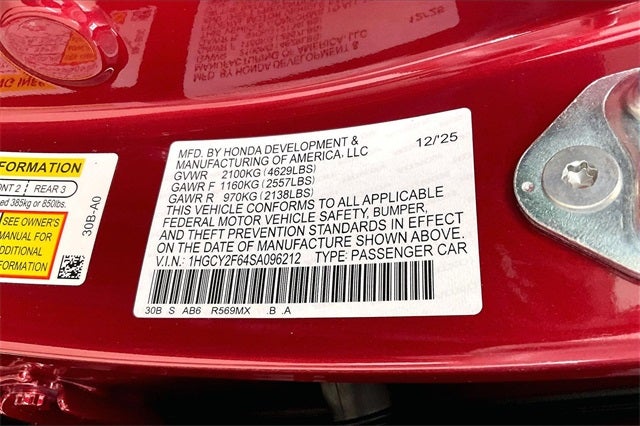 MFD. BY HONDA DEVELOPMENT & 12/'25
MANUFACTURING OF AMERICA, LLC
GVWR 2100KG (4629LBS)
GAWR F 1160KG (2557LBS)
GAWR R 970KG (2138LBS)
THIS VEHICLE CONFORMS TO ALL APPLICABLE
FEDERAL MOTOR VEHICLE SAFETY, BUMPER,
AND THEFT PREVENTION STANDARDS IN EFFECT
ON THE DATE OF MANUFACTURE SHOWN ABOVE.
V.I.N.: 1HGCY2F64SA096212 TYPE: PASSENGER CAR
30B S AB6 R569MX .B .A
FORMATION
ONT 2 REAR 3
ed 385kg or 850lbs.
SEE OWNER'S
MANUAL FOR
ADDITIONAL
FORMATION
30B-A0